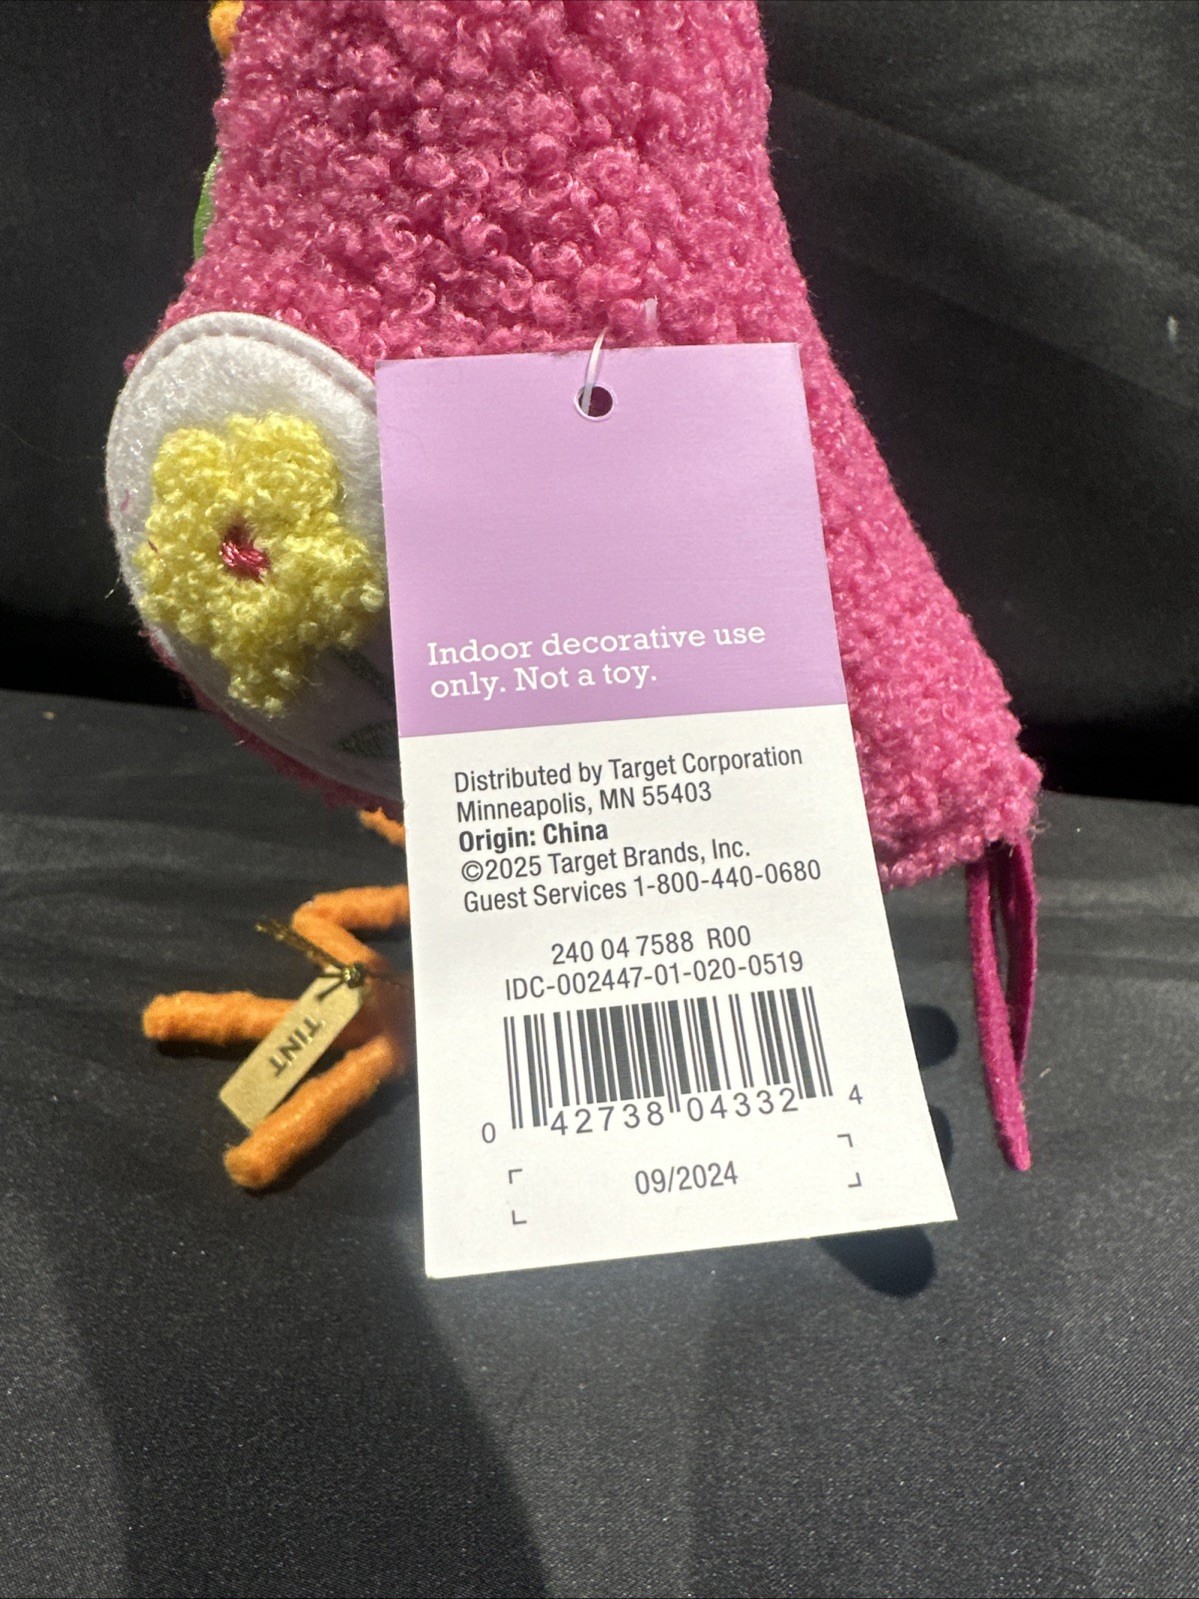 Indoor decorative use
only. Not a toy.
Distributed by Target Corporation
Minneapolis, MN 55403
Origin: China
©2025 Target Brands, Inc.
Guest Services 1-800-440-0680
240 04 7588 R00
IDC-002447-01-020-0519
0 42738 04332 4
09/2024
TINT